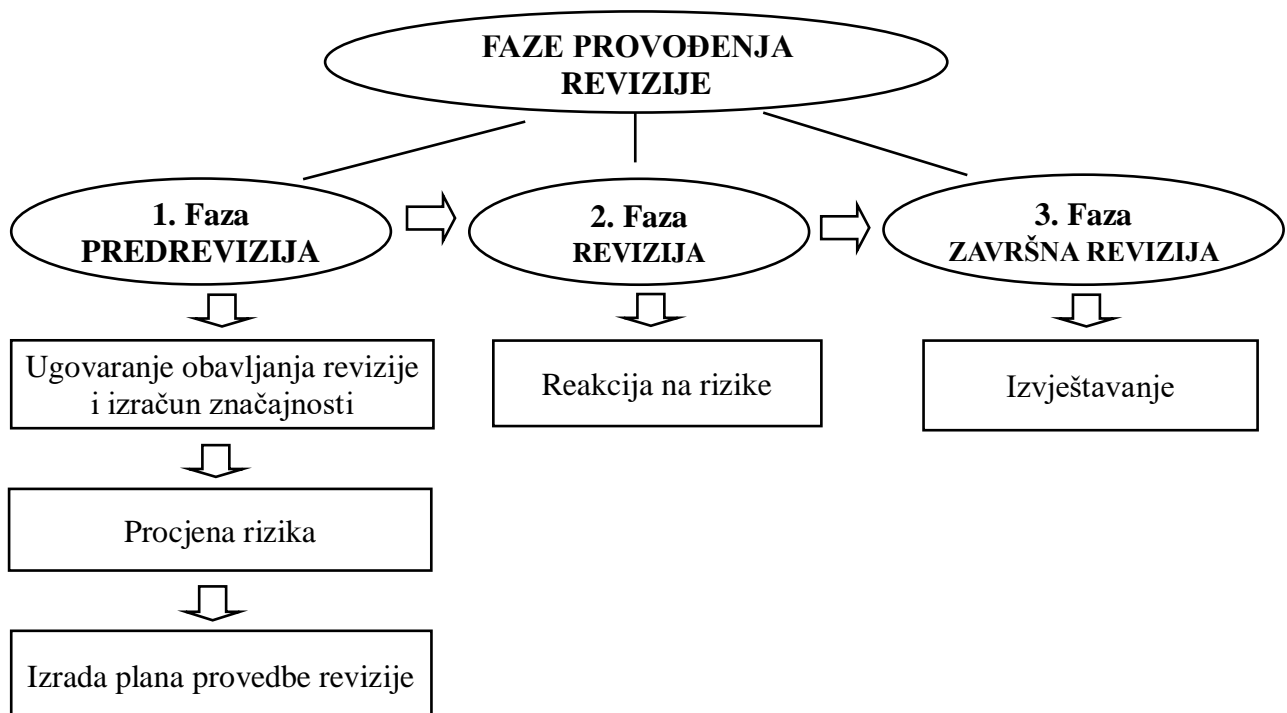 FAZE PROVOĐENJA
REVIZIJE
1. Faza
PREDREVIZIJA
2. Faza
REVIZIJA
3. Faza
ZAVRŠNA REVIZIJA
Ugovaranje obavljanja revizije
i izračun značajnosti
Reakcija na rizike
Izvještavanje
Procjena rizika
Izrada plana provedbe revizije